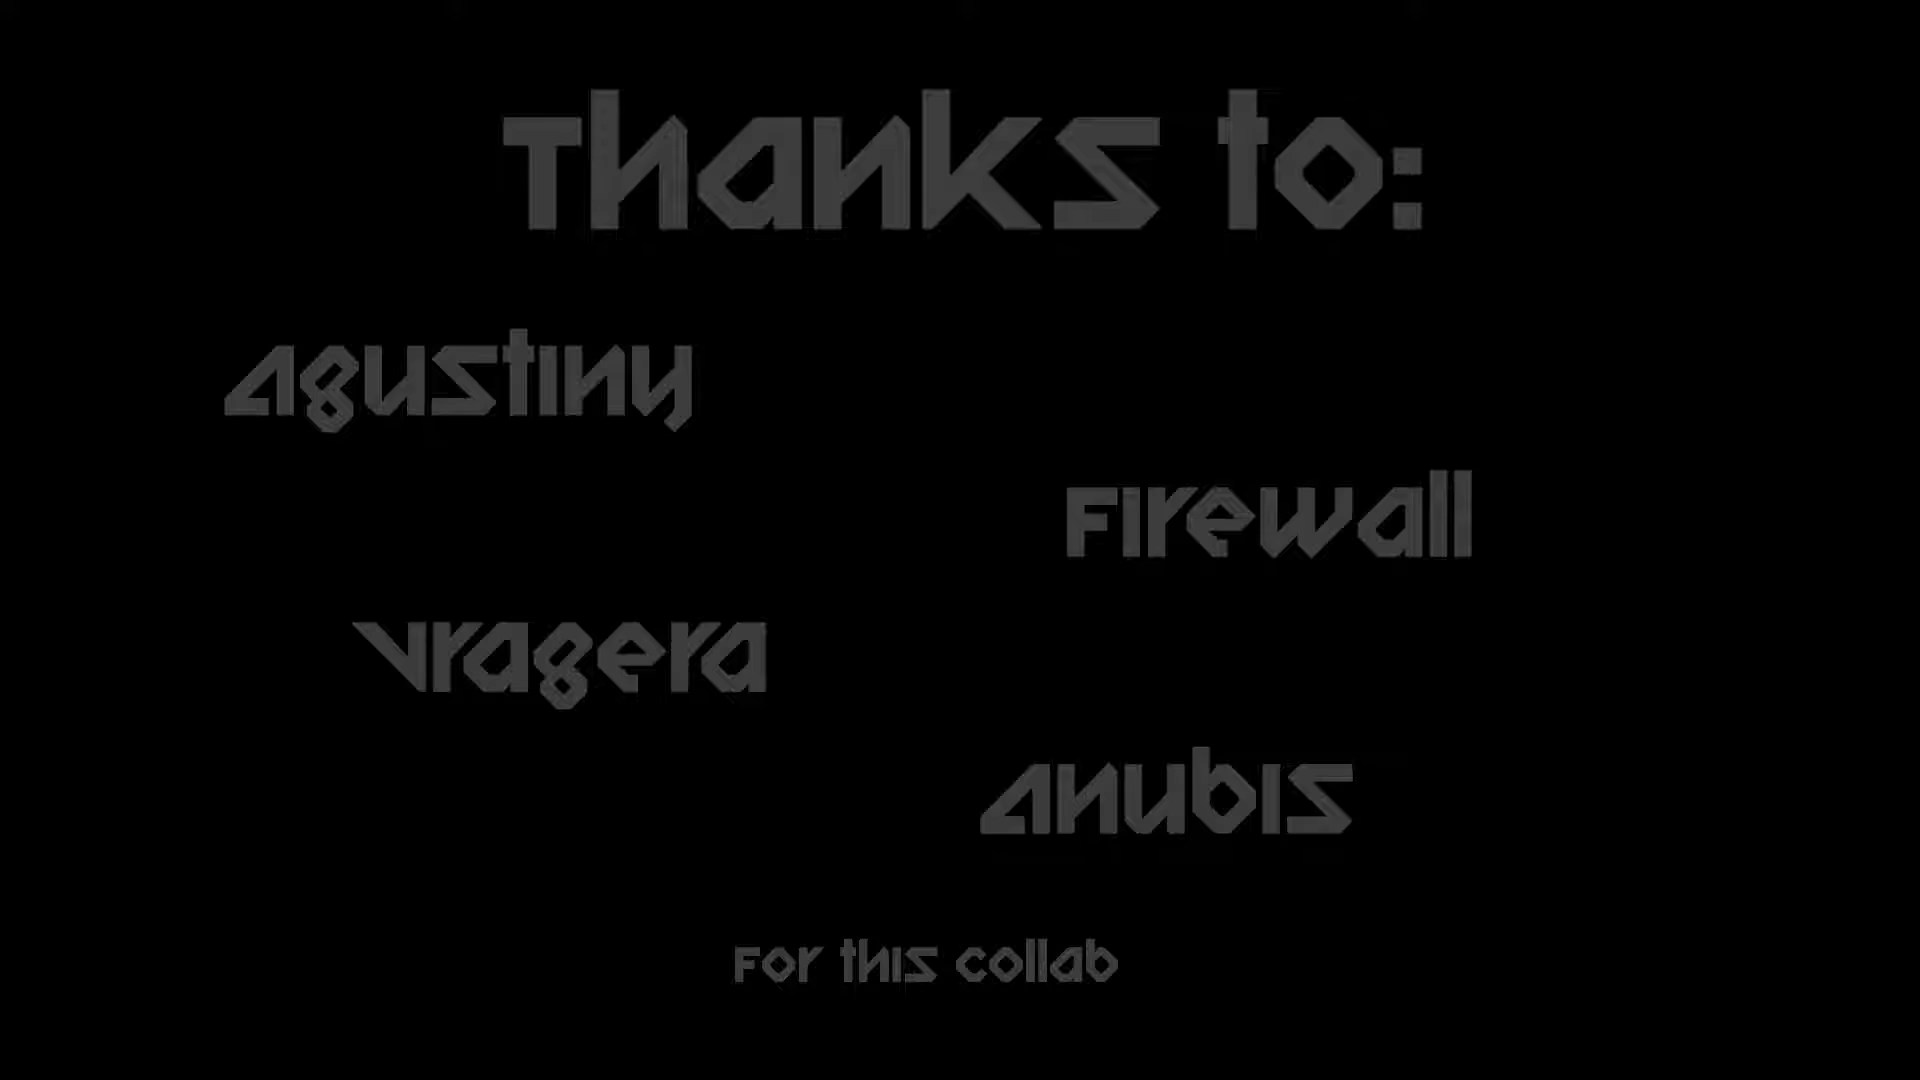 Thanks to:
Agustiny
Firewall
Vragera
Anubis
For this collab